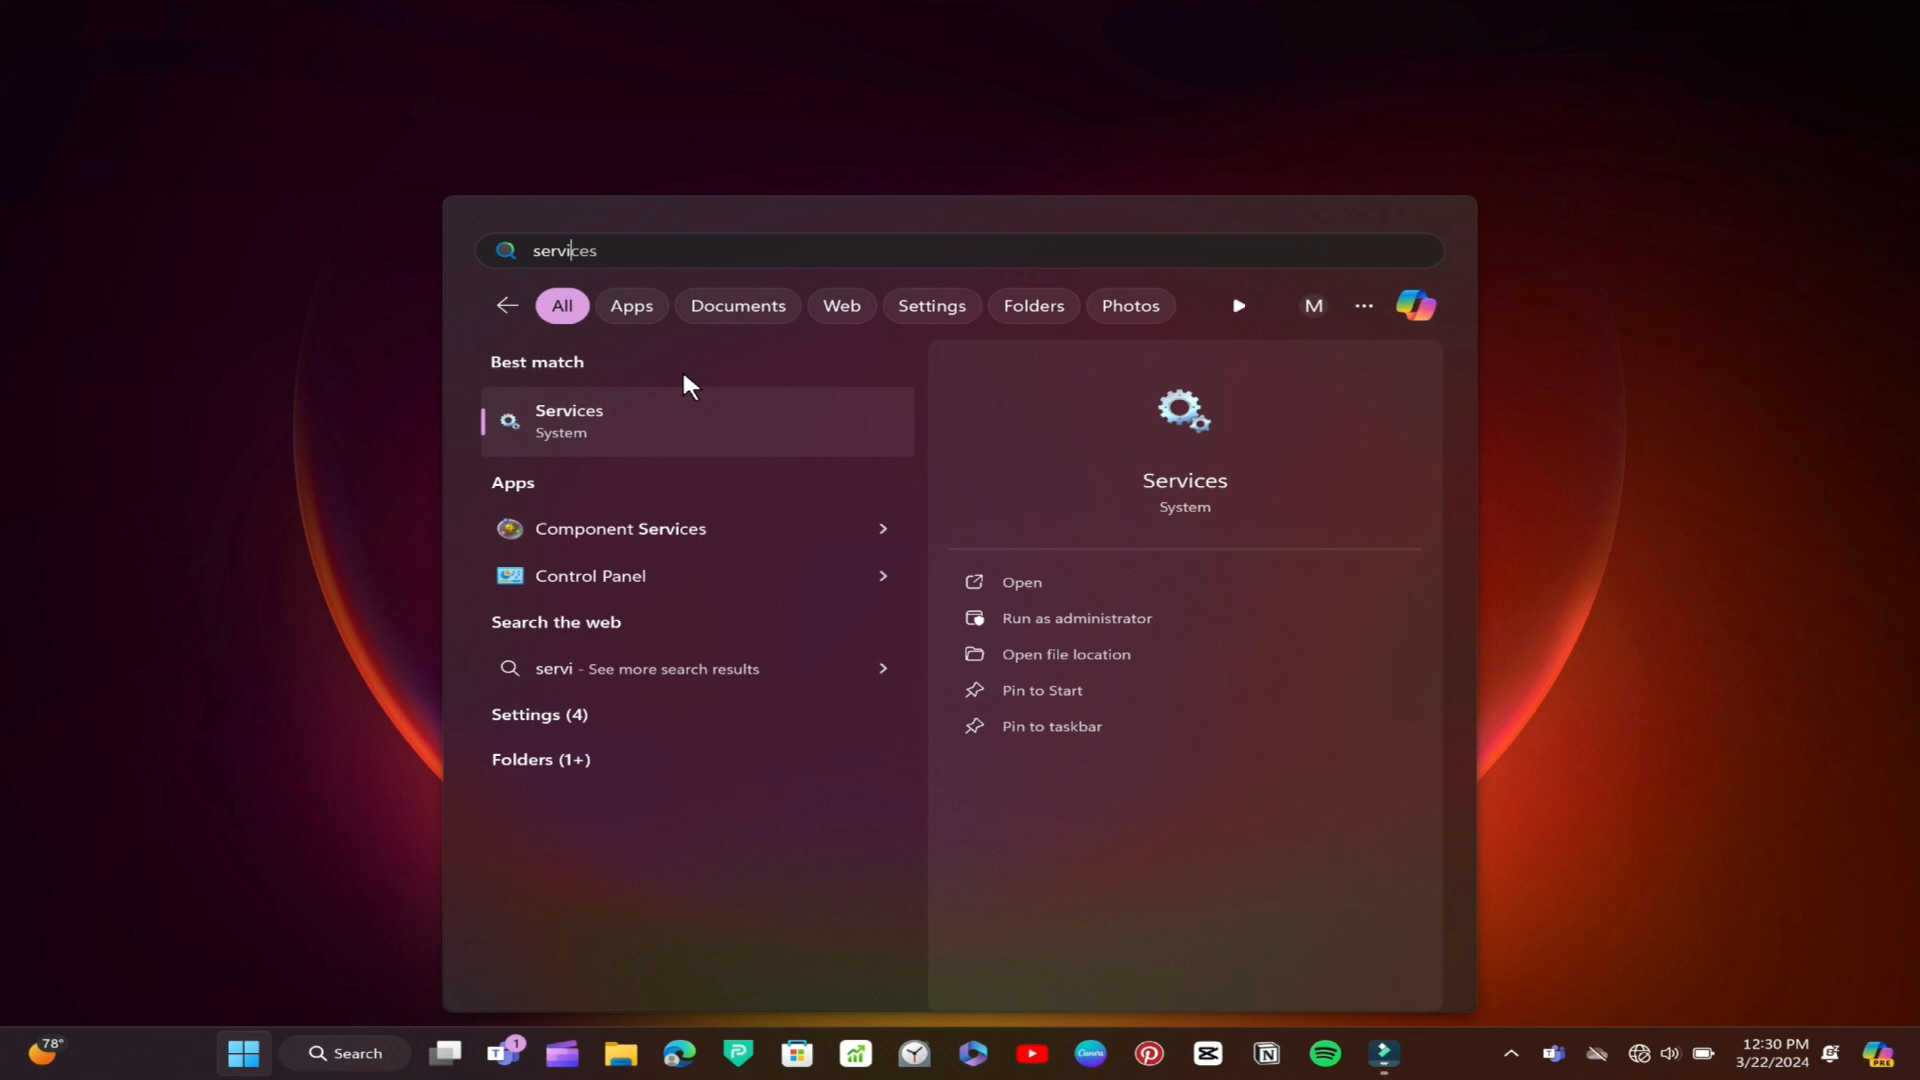 services
All
Apps
Documents
Web
Settings
Folders
Photos
M
Best match
Services
System
Apps
Component Services
Control Panel
Search the web
servi - See more search results
Settings (4)
Folders (1+)
Services
System
Open
Run as administrator
Open file location
Pin to Start
Pin to taskbar
78°
Search
T
1
Canva
N
12:30 PM
3/22/2024
PRE